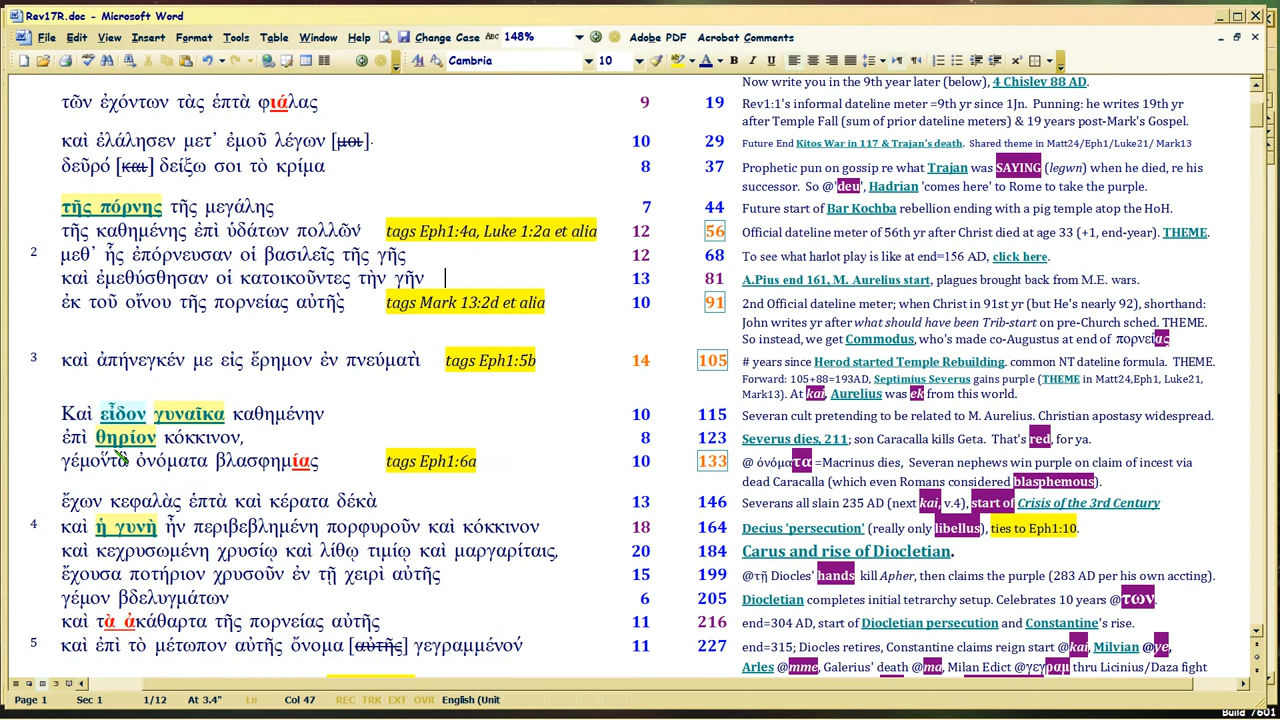 Rev17R.doc - Microsoft Word
File Edit View Insert Format Tools Table Window Help Change Case ABC 148% Adobe PDF Acrobat Comments
Cambria 10 B I U
Now write you in the 9th year later (below), 4 Chislev 88 AD.
τῶν ἐχόντων τὰς ἑπτὰ φιάλας 9 19 Rev1:1's informal dateline meter =9th yr since 1Jn. Punning: he writes 19th yr
after Temple Fall (sum of prior dateline meters) & 19 years post-Mark's Gospel.
καὶ ἐλάλησεν μετ᾽ ἐμοῦ λέγων [μοι]· 10 29 Future End Kitos War in 117 & Trajan's death. Shared theme in Matt24/Eph1/Luke21/ Mark13
δεῦρό [και] δείξω σοι τὸ κρίμα 8 37 Prophetic pun on gossip re what Trajan was SAYING (legwn) when he died, re his
successor. So @'deu', Hadrian 'comes here' to Rome to take the purple.
τῆς πόρνης τῆς μεγάλης 7 44 Future start of Bar Kochba rebellion ending with a pig temple atop the HoH.
τῆς καθημένης ἐπὶ ὑδάτων πολλῶν tags Eph1:4a, Luke 1:2a et alia 12 56 Official dateline meter of 56th yr after Christ died at age 33 (+1, end-year). THEME.
2 μεθ᾽ ἧς ἐπόρνευσαν οἱ βασιλεῖς τῆς γῆς 12 68 To see what harlot play is like at end=156 AD, click here.
καὶ ἐμεθύσθησαν οἱ κατοικοῦντες τὴν γῆν 13 81 A.Pius end 161, M. Aurelius start, plagues brought back from M.E. wars.
ἐκ τοῦ οἴνου τῆς πορνείας αὐτῆς tags Mark 13:2d et alia 10 91 2nd Official dateline meter; when Christ in 91st yr (but He's nearly 92), shorthand:
John writes yr after what should have been Trib-start on pre-Church sched. THEME.
So instead, we get Commodus, who's made co-Augustus at end of πορνείας
3 καὶ ἀπήνεγκέν με εἰς ἔρημον ἐν πνεύματὶ tags Eph1:5b 14 105 # years since Herod started Temple Rebuilding. common NT dateline formula. THEME.
Forward: 105+88=193AD, Septimius Severus gains purple (THEME in Matt24,Eph1, Luke21,
Mark13). At kai, Aurelius was ek from this world.
Καὶ εἶδον γυναῖκα καθημένην 10 115 Severan cult pretending to be related to M. Aurelius. Christian apostasy widespread.
ἐπὶ θηρίον κόκκινον, 8 123 Severus dies, 211; son Caracalla kills Geta. That's red, for ya.
γέμοντα ὀνόματα βλασφημίας tags Eph1:6a 10 133 @ ὀνόματα =Macrinus dies, Severan nephews win purple on claim of incest via
dead Caracalla (which even Romans considered blasphemous).
ἔχων κεφαλὰς ἑπτὰ καὶ κέρατα δέκὰ 13 146 Severans all slain 235 AD (next kai, v.4), start of Crisis of the 3rd Century
4 καὶ ἡ γυνὴ ἦν περιβεβλημένη πορφυροῦν καὶ κόκκινον 18 164 Decius 'persecution' (really only libellus), ties to Eph1:10.
καὶ κεχρυσωμένη χρυσίῳ καὶ λίθῳ τιμίῳ καὶ μαργαρίταις, 20 184 Carus and rise of Diocletian.
ἔχουσα ποτήριον χρυσοῦν ἐν τῇ χειρὶ αὐτῆς 15 199 @τῇ Diocles' hands kill Apher, then claims the purple (283 AD per his own accting).
γέμον βδελυγμάτων 6 205 Diocletian completes initial tetrarchy setup. Celebrates 10 years @των.
καὶ τὰ ἀκάθαρτα τῆς πορνείας αὐτῆς 11 216 end=304 AD, start of Diocletian persecution and Constantine's rise.
5 καὶ ἐπὶ τὸ μέτωπον αὐτῆς ὄνομα [αὐτῆς] γεγραμμένον 11 227 end=315; Diocles retires, Constantine claims reign start @kai, Milvian @ye,
Arles @mme, Galerius' death @ma, Milan Edict @γεγραμ thru Licinius/Daza fight
Page 1 Sec 1 1/12 At 3.4" Ln Col 47 REC TRK EXT OVR English (Unit
Build 7601